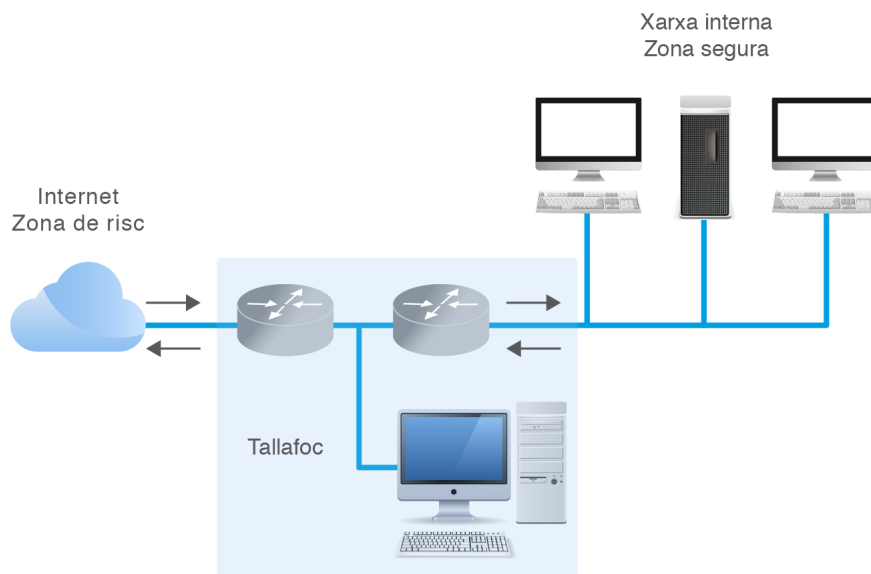 Xarxa interna
Zona segura
Internet
Zona de risc
Tallafoc